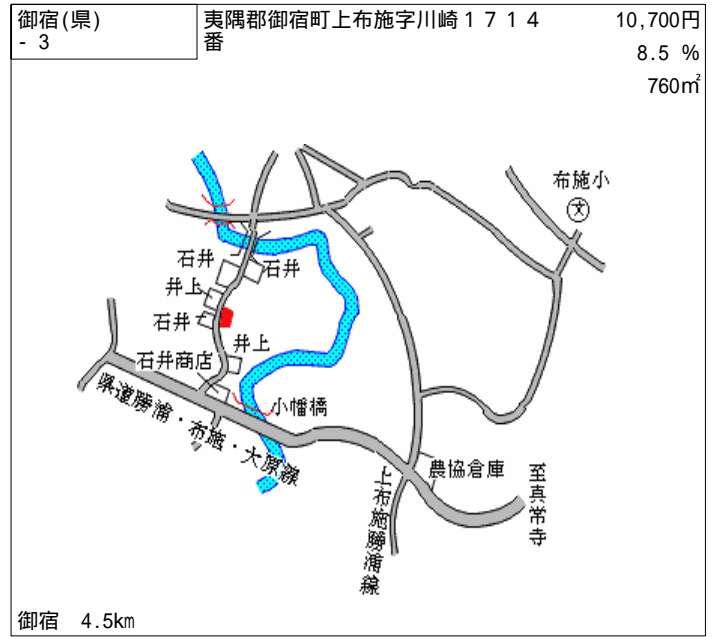 御宿(県)
- 3
夷隅郡御宿町上布施字川崎１７１４
番
10,700円
8.5 %
760㎡
布施小
文
石井
石井
井上
石井
井上
石井商店
小幡橋
県道勝浦・布施・大原線
農協倉庫
至真常寺
上布施勝浦線
御宿 4.5km